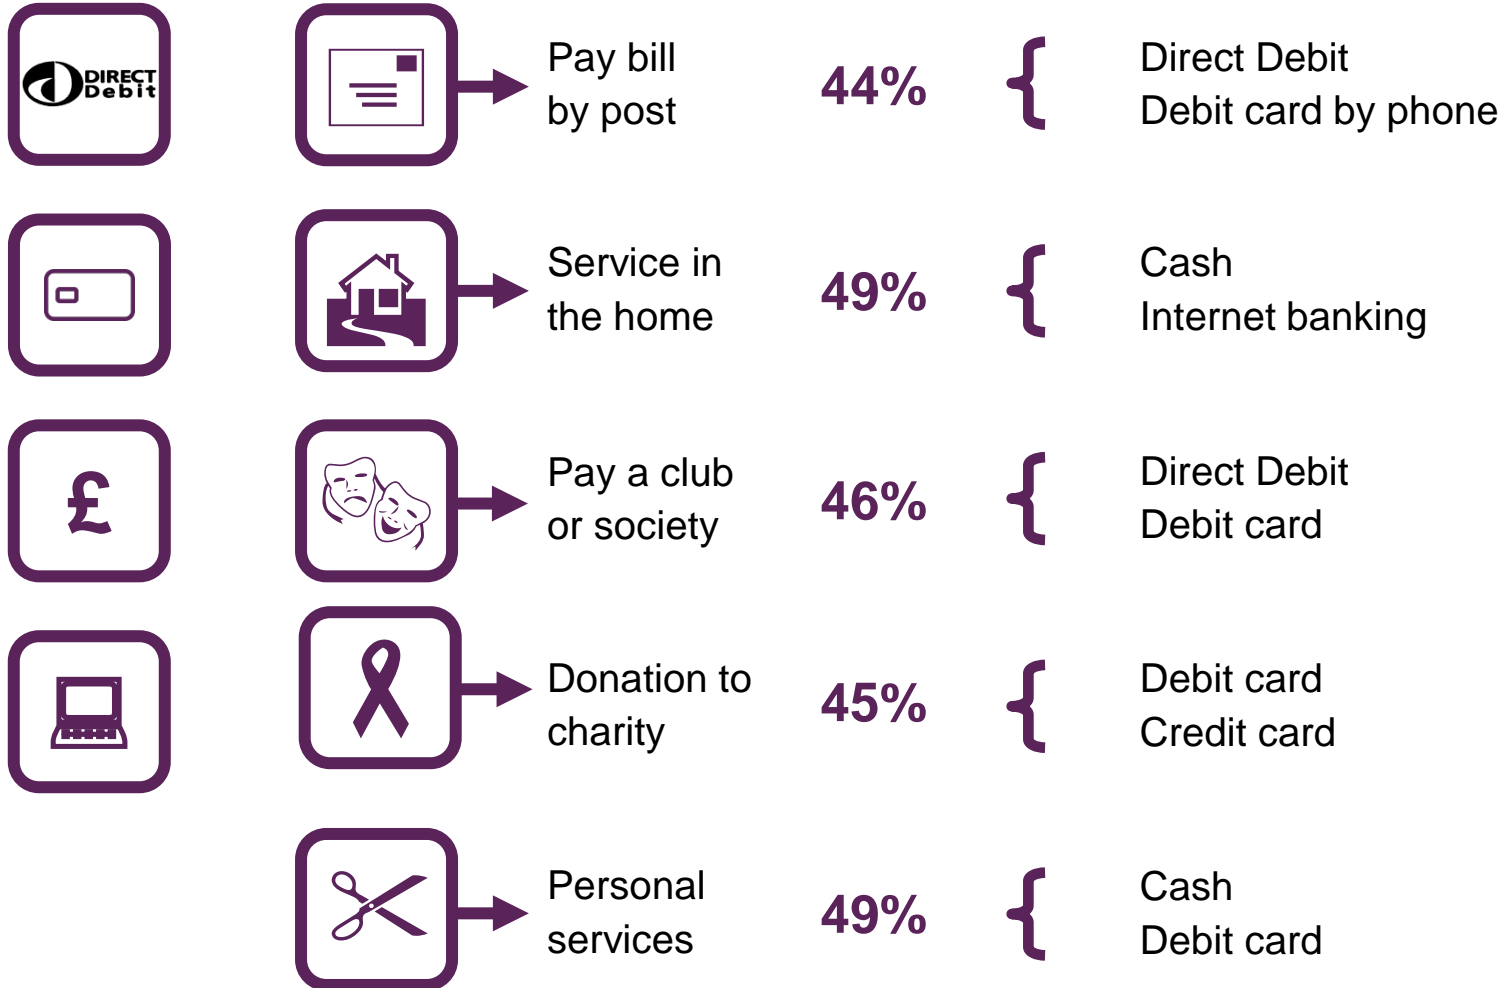 DIRECT
Debit
Pay bill
by post
44%
Direct Debit
Debit card by phone
Service in
the home
49%
Cash
Internet banking
£
Pay a club
or society
46%
Direct Debit
Debit card
Donation to
charity
45%
Debit card
Credit card
Personal
services
49%
Cash
Debit card